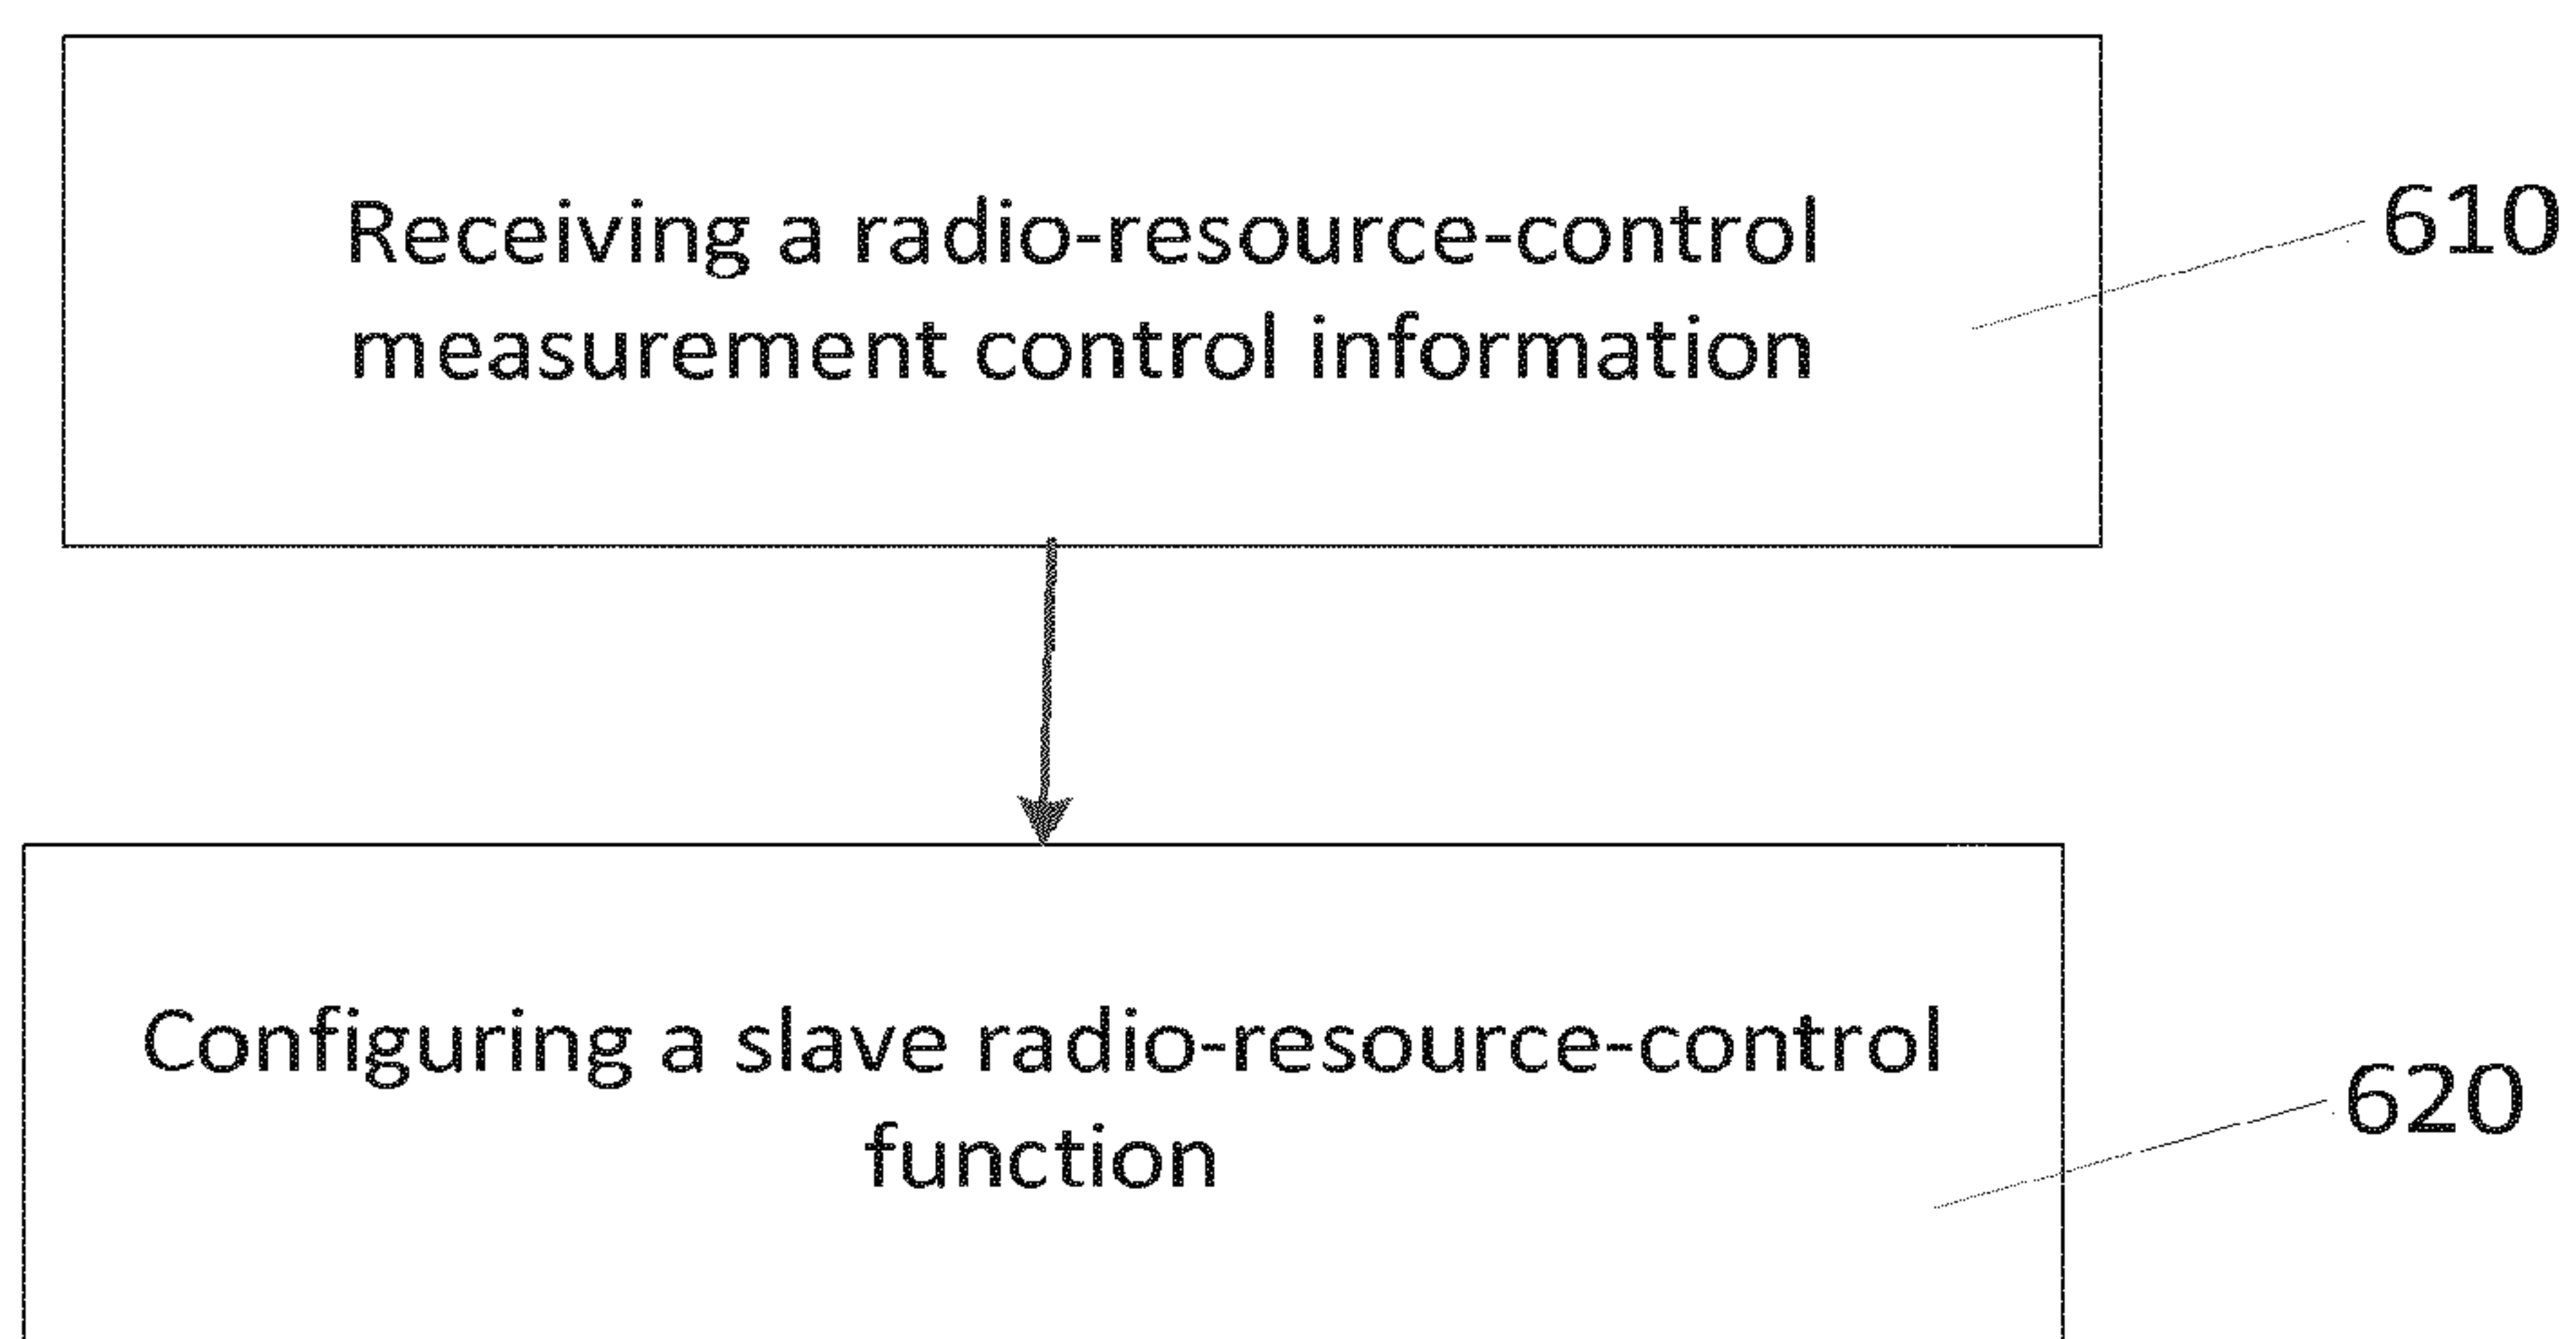 Receiving a radio-resource-control
measurement control information
610
Configuring a slave radio-resource-control
function
620